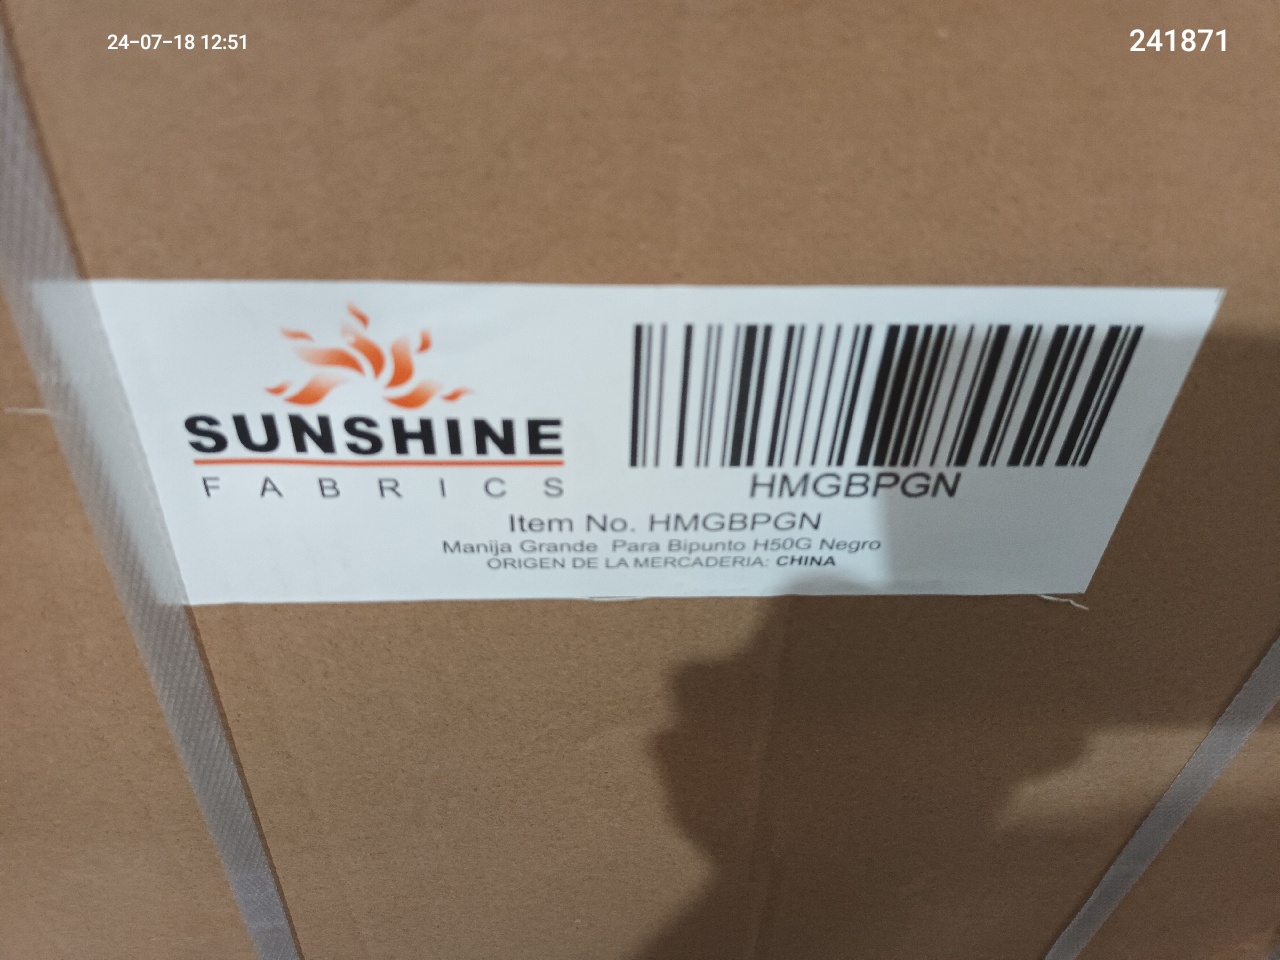 24-07-18 12:51
241871
SUNSHINE
FABRICS
HMGBPGN
Item No. HMGBPGN
Manija Grande Para Bipunto H50G Negro
ORIGEN DE LA MERCADERIA: CHINA